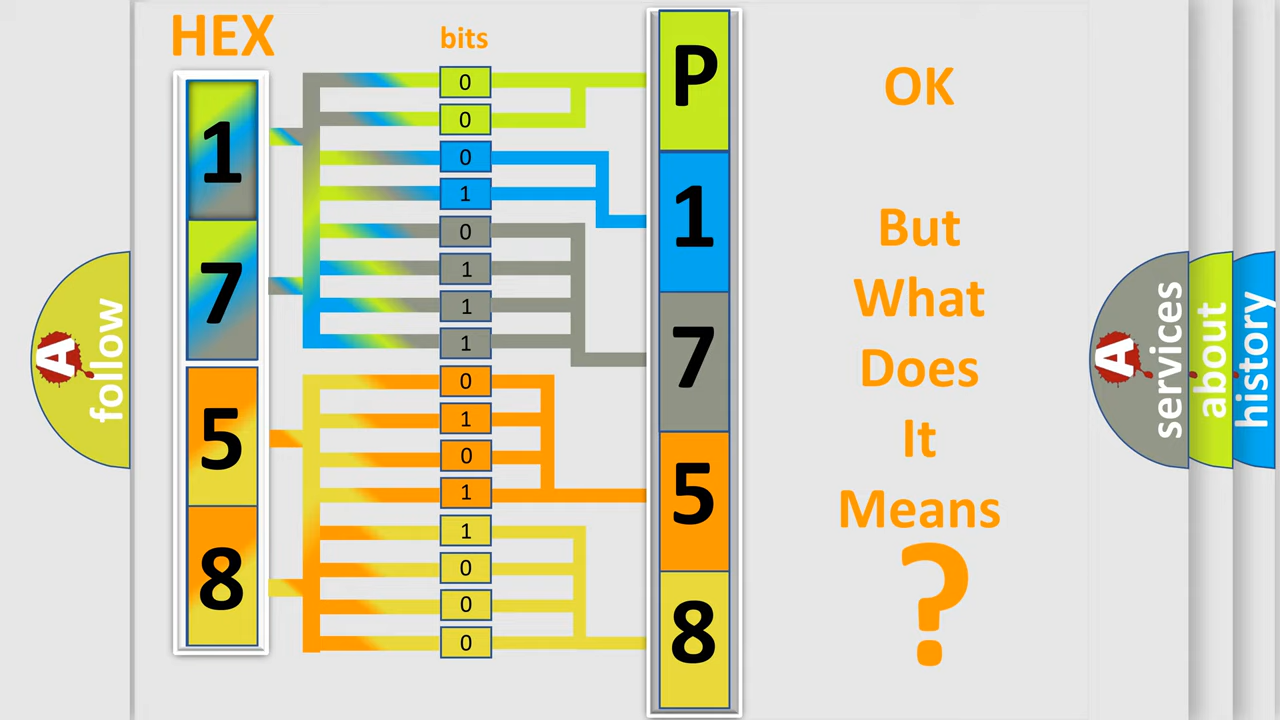 HEX
bits
1
7
5
8
0
0
0
1
0
1
1
1
0
1
0
1
1
0
0
0
P
1
7
5
8
OK
But
What
Does
It
Means
?
A
follow
A
services
about
history